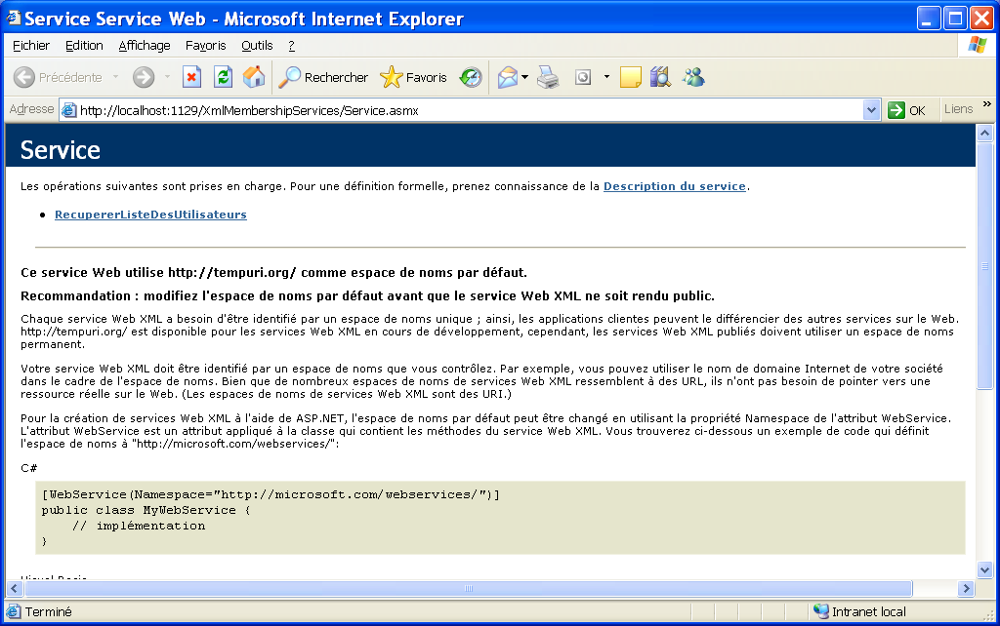 Service Service Web - Microsoft Internet Explorer
Fichier Edition Affichage Favoris Outils ?
Précédente Rechercher Favoris
Adresse http://localhost:1129/XmlMembershipServices/Service.asmx OK Liens »
Service
Les opérations suivantes sont prises en charge. Pour une définition formelle, prenez connaissance de la Description du service.
• RecupererListeDesUtilisateurs
Ce service Web utilise http://tempuri.org/ comme espace de noms par défaut.
Recommandation : modifiez l'espace de noms par défaut avant que le service Web XML ne soit rendu public.
Chaque service Web XML a besoin d'être identifié par un espace de noms unique ; ainsi, les applications clientes peuvent le différencier des autres services sur le Web.
http://tempuri.org/ est disponible pour les services Web XML en cours de développement, cependant, les services Web XML publiés doivent utiliser un espace de noms
permanent.
Votre service Web XML doit être identifié par un espace de noms que vous contrôlez. Par exemple, vous pouvez utiliser le nom de domaine Internet de votre société
dans le cadre de l'espace de noms. Bien que de nombreux espaces de noms de services Web XML ressemblent à des URL, ils n'ont pas besoin de pointer vers une
ressource réelle sur le Web. (Les espaces de noms de services Web XML sont des URI.)
Pour la création de services Web XML à l'aide de ASP.NET, l'espace de noms par défaut peut être changé en utilisant la propriété Namespace de l'attribut WebService.
L'attribut WebService est un attribut appliqué à la classe qui contient les méthodes du service Web XML. Vous trouverez ci-dessous un exemple de code qui définit
l'espace de noms à "http://microsoft.com/webservices/":
C#
[WebService(Namespace="http://microsoft.com/webservices/")]
public class MyWebService {
// implémentation
}
Terminé Intranet local